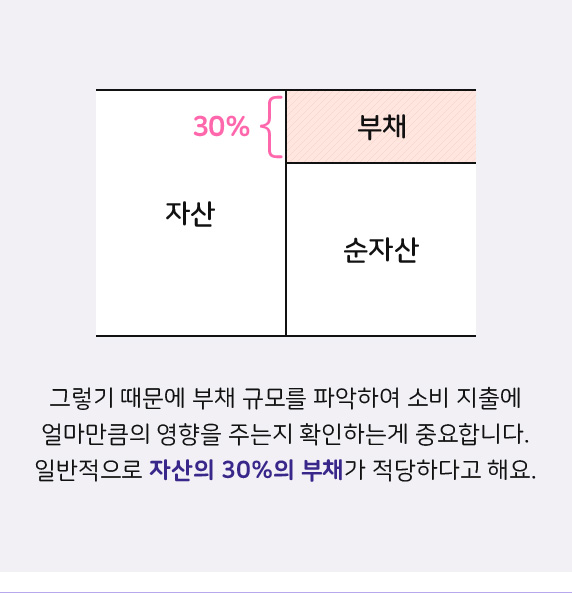 30%
부채
자산
순자산
그렇기 때문에 부채 규모를 파악하여 소비 지출에
얼마만큼의 영향을 주는지 확인하는게 중요합니다.
일반적으로 자산의 30%의 부채가 적당하다고 해요.